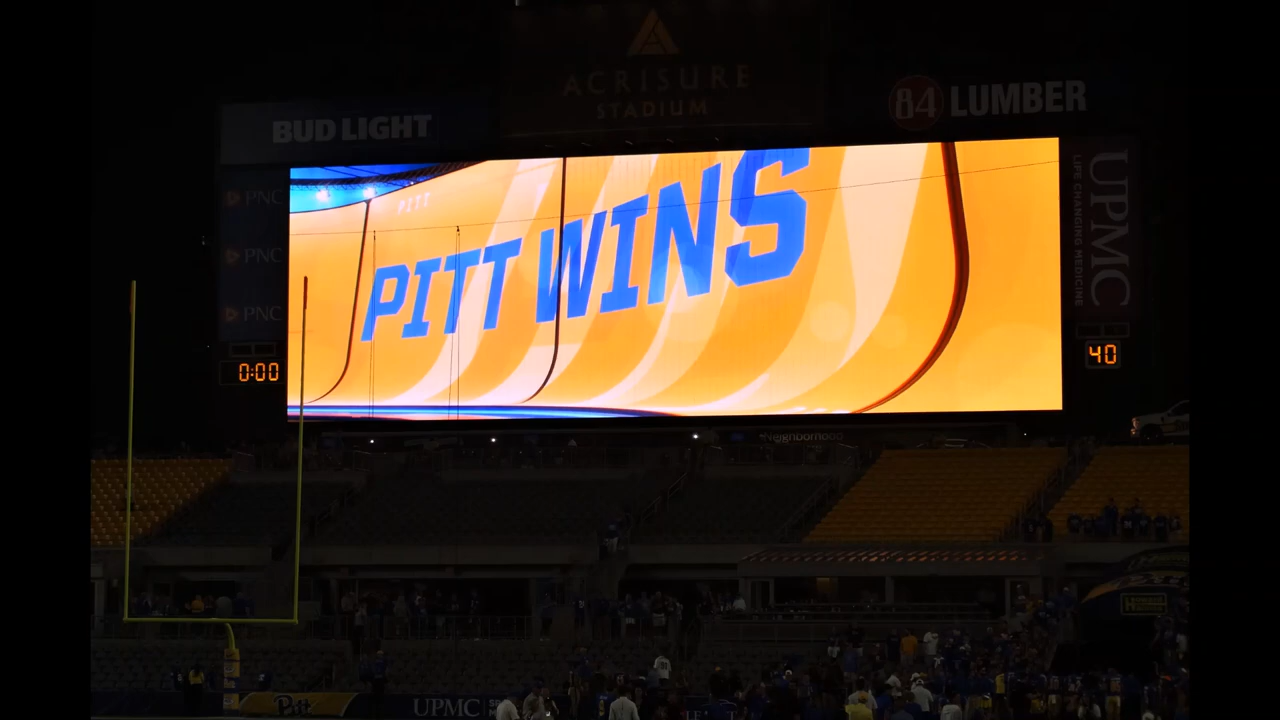 ACRISURE
STADIUM
BUD LIGHT
84 LUMBER
PNC
PNC
PNC
PITT
PITT WINS
UPMC
LIFE CHANGING MEDICINE
0:00
40
Neighborhood
Pitt
UPMC